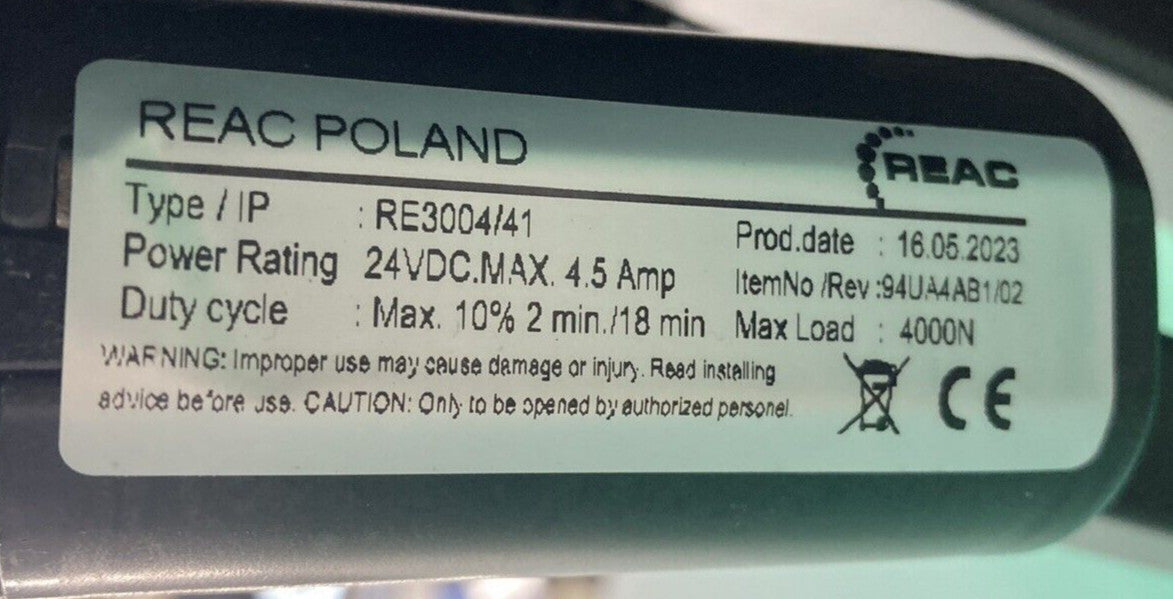 REAC POLAND
REAC
Type / IP : RE3004/41
Power Rating 24VDC.MAX. 4.5 Amp
Duty cycle : Max. 10% 2 min./18 min
Prod.date : 16.05.2023
ItemNo /Rev :94UA4AB1/02
Max Load : 4000N
WARNING: Improper use may cause damage or injury. Read installing
advice before use. CAUTION: Only to be opened by authorized personel.
CE